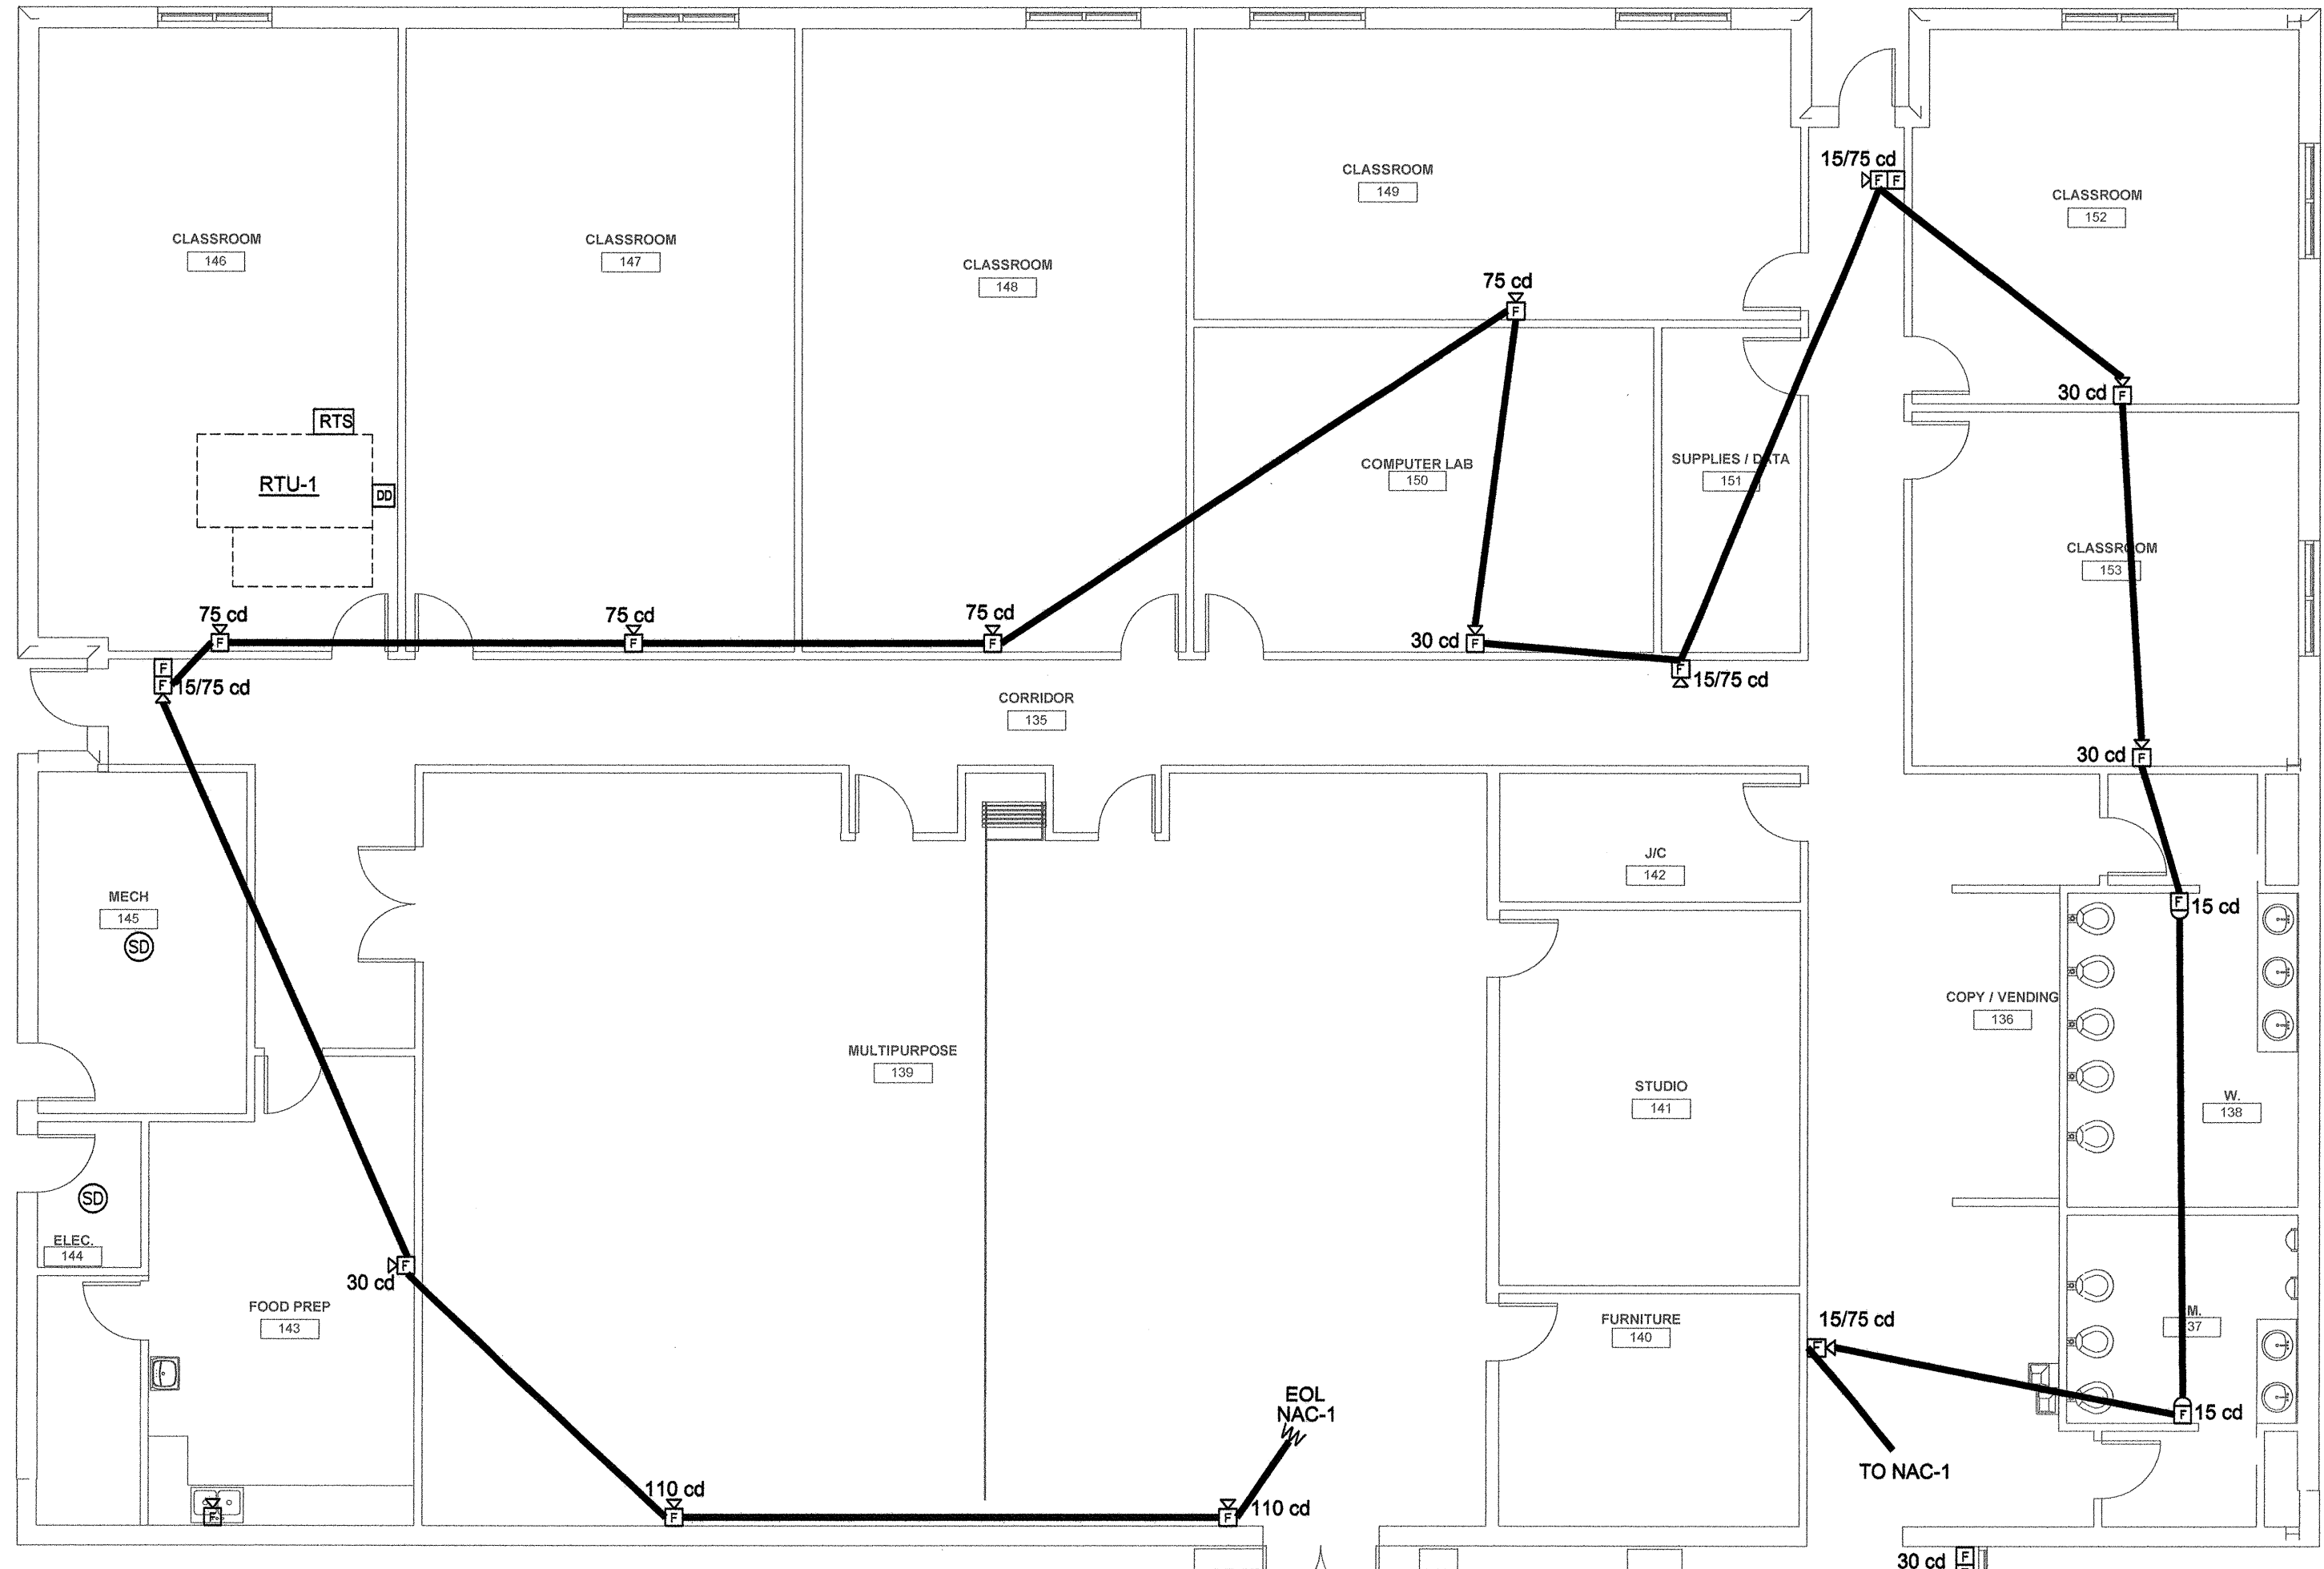 15/75 cd
F F
CLASSROOM
149
CLASSROOM
152
CLASSROOM
146
CLASSROOM
147
CLASSROOM
148
75 cd
F
30 cd
F
RTS
RTU-1
DD
COMPUTER LAB
150
SUPPLIES / DATA
151
CLASSROOM
153
75 cd
F
75 cd
F
75 cd
F
30 cd
F
F
F
15/75 cd
F
15/75 cd
CORRIDOR
135
30 cd
F
J/C
142
MECH
145
SD
F
15 cd
COPY / VENDING
136
MULTIPURPOSE
139
STUDIO
141
W.
138
SD
ELEC.
144
F
30 cd
FOOD PREP
143
FURNITURE
140
15/75 cd
F
M.
37
EOL
NAC-1
F
15 cd
TO NAC-1
110 cd
F
F
110 cd
F
30 cd
F